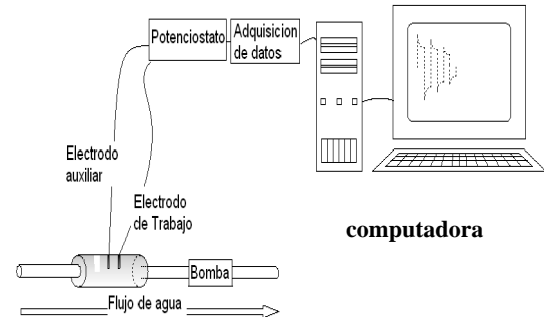 Potenciostato
Adquisicion
de datos
Electrodo
auxiliar
Electrodo
de Trabajo
computadora
Bomba
Flujo de agua